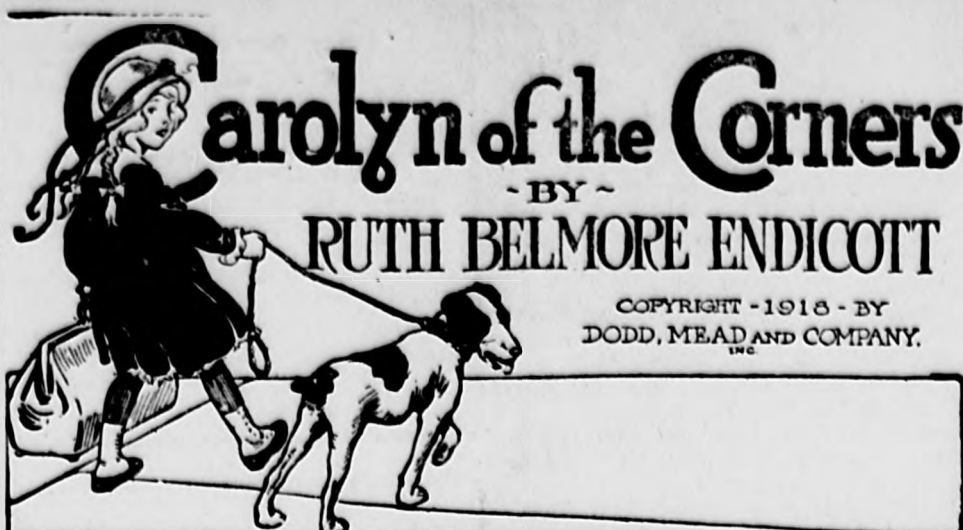 Carolyn of the Corners
- BY -
RUTH BELMORE ENDICOTT
COPYRIGHT - 1918 - BY
DODD, MEAD AND COMPANY.
INC.